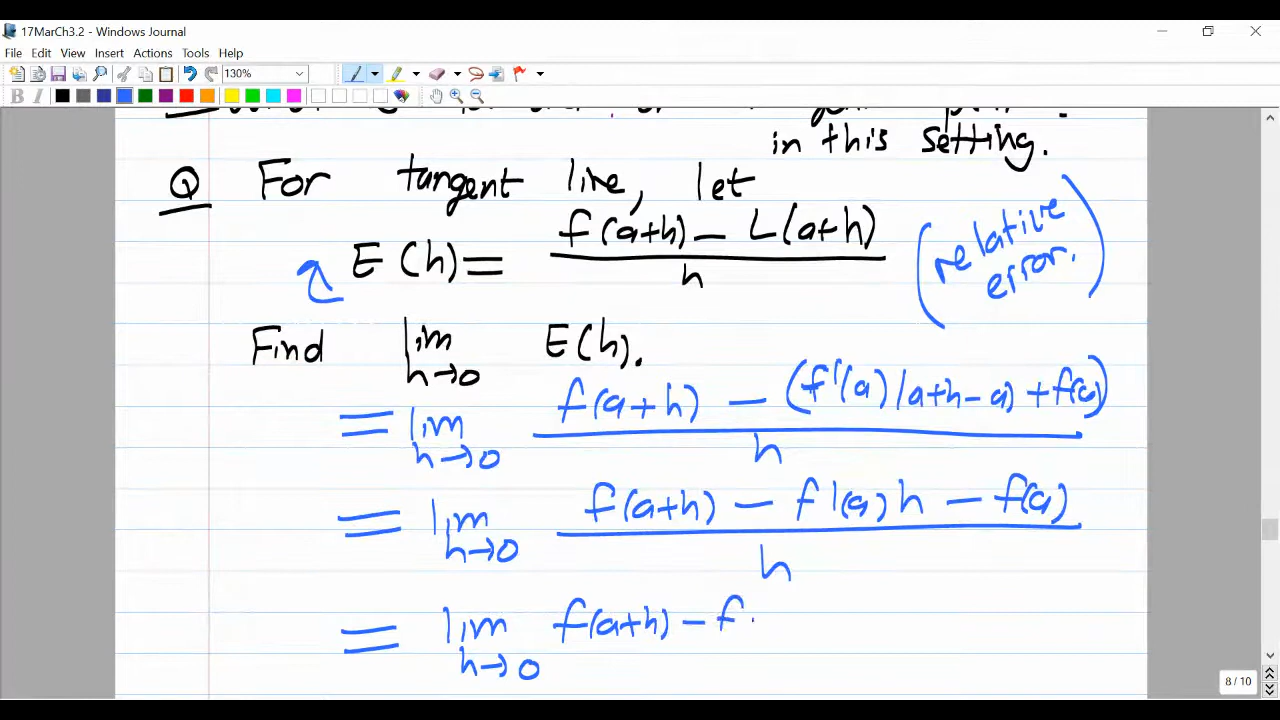 17MarCh3.2 - Windows Journal
File Edit View Insert Actions Tools Help
130%
B I
in this setting.
Q For tangent line, let
E(h) = f(a+h) - L(a+h) / h (relative error.)
Find lim h→0 E(h).
= lim h→0 f(a+h) - (f'(a)(a+h-a) + f(a)) / h
= lim h→0 f(a+h) - f'(a)h - f(a) / h
= lim h→0 f(a+h) - f
8 / 10